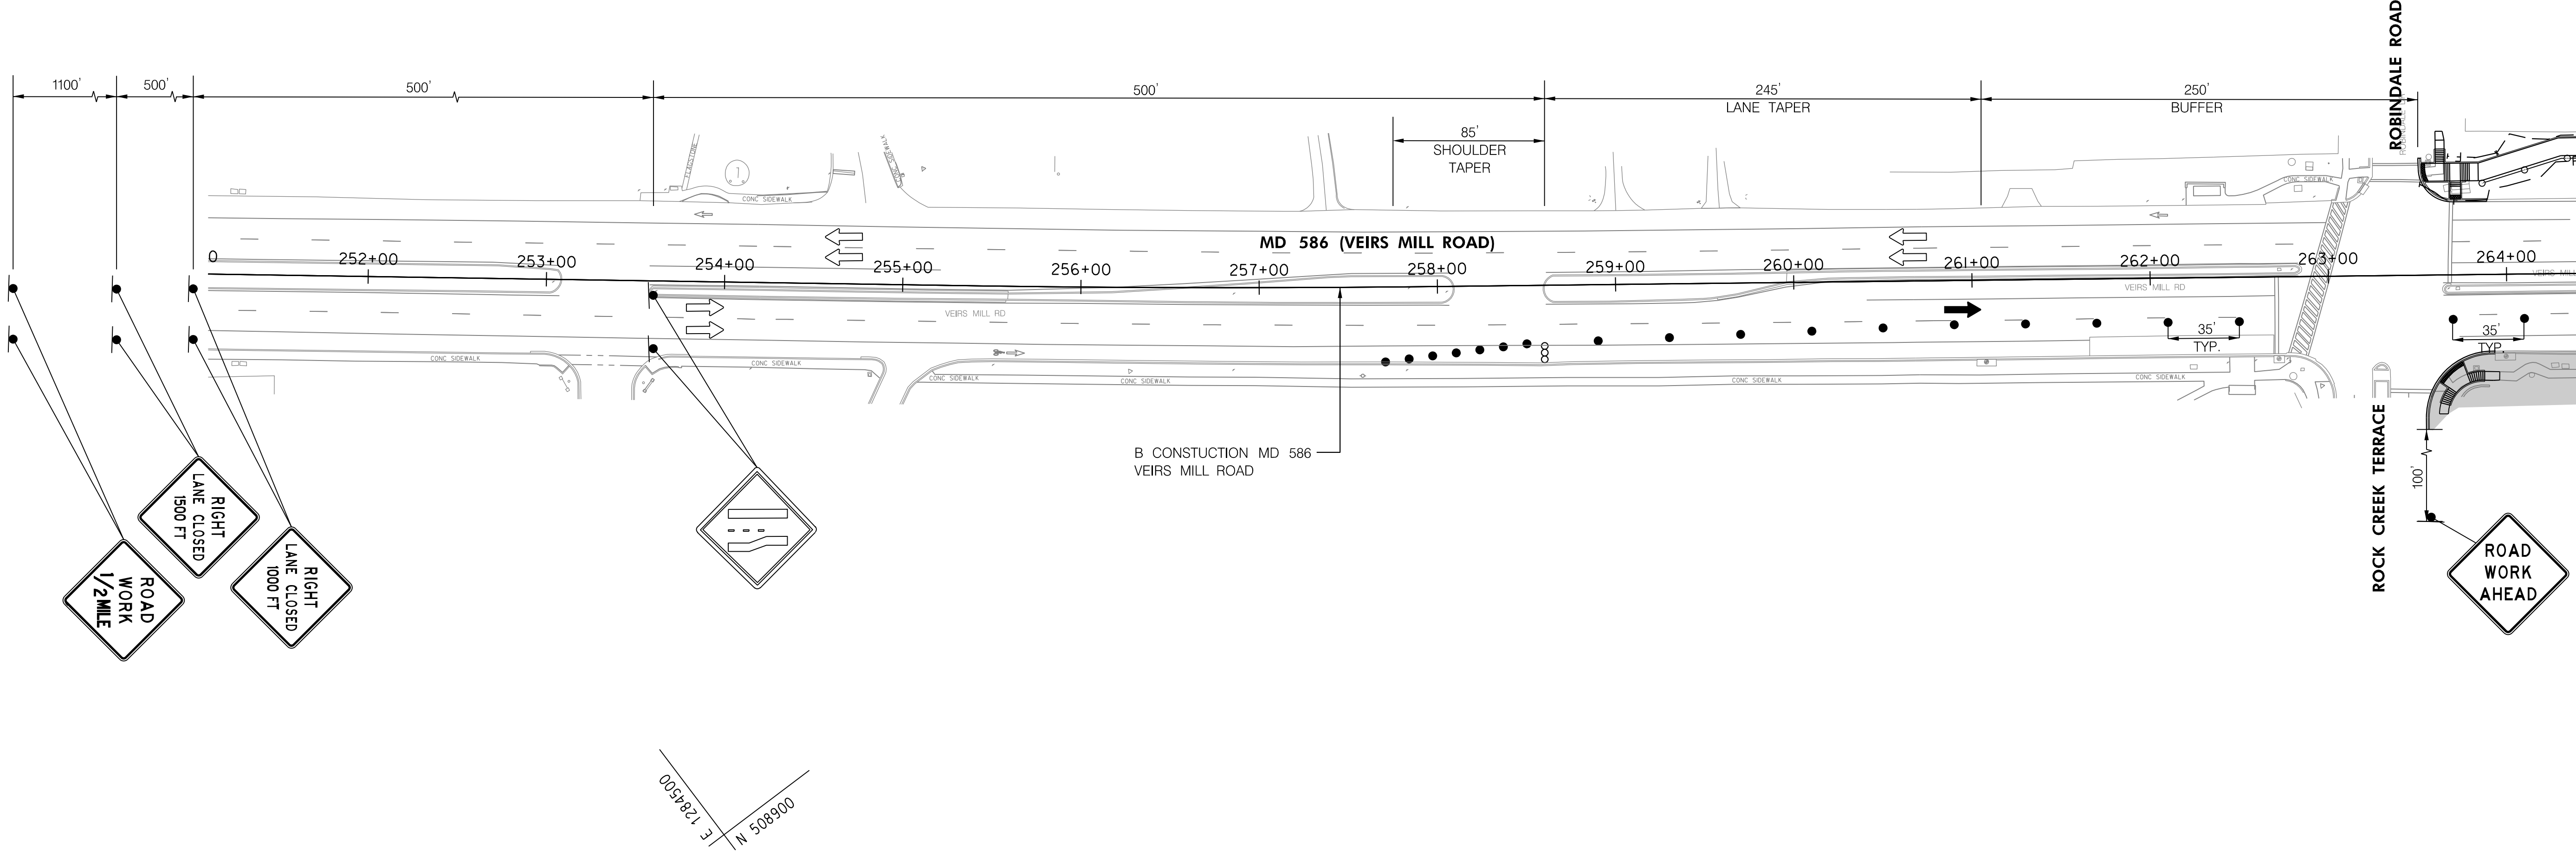 ROBINDALE ROAD
1100'
500'
500'
500'
245'
LANE TAPER
250'
BUFFER
85'
SHOULDER
TAPER
FLAGSTONE
CONC SIDEWALK
CONC SIDEWALK
MD 586 (VEIRS MILL ROAD)
0
252+00
253+00
254+00
255+00
256+00
257+00
258+00
259+00
260+00
261+00
262+00
263+00
264+00
VEIRS MILL RD
VEIRS MILL RD
VEIRS MIL
35'
TYP.
35'
TYP.
CONC SIDEWALK
CONC SIDEWALK
CONC SIDEWALK
CONC SIDEWALK
CONC SIDEWALK
CONC SIDEWALK
B CONSTUCTION MD 586
VEIRS MILL ROAD
ROCK CREEK TERRACE
100'
RIGHT
LANE CLOSED
1500 FT
RIGHT
LANE CLOSED
1000 FT
ROAD
WORK
1/2 MILE
ROAD
WORK
AHEAD
E 1284500
N 508900